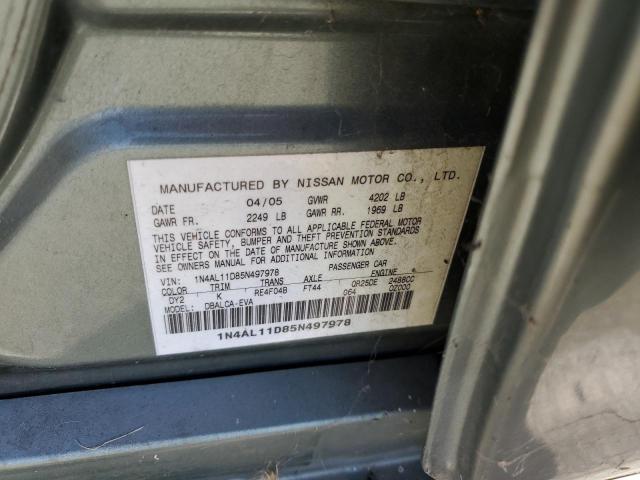 MANUFACTURED BY NISSAN MOTOR CO., LTD.
DATE 04/05 GVWR 4202 LB
GAWR FR. 2249 LB GAWR RR. 1969 LB
THIS VEHICLE CONFORMS TO ALL APPLICABLE FEDERAL MOTOR
VEHICLE SAFETY, BUMPER AND THEFT PREVENTION STANDARDS
IN EFFECT ON THE DATE OF MANUFACTURE SHOWN ABOVE.
SEE OWNERS MANUAL FOR ADDITIONAL INFORMATION
VIN: 1N4AL11D85N497978 PASSENGER CAR
COLOR TRIM TRANS AXLE ENGINE
DY2 K RE4F04B FT44 QR25DE 2488CC
MODEL: DBALCA-EVA 064 QZ000
1N4AL11D85N497978